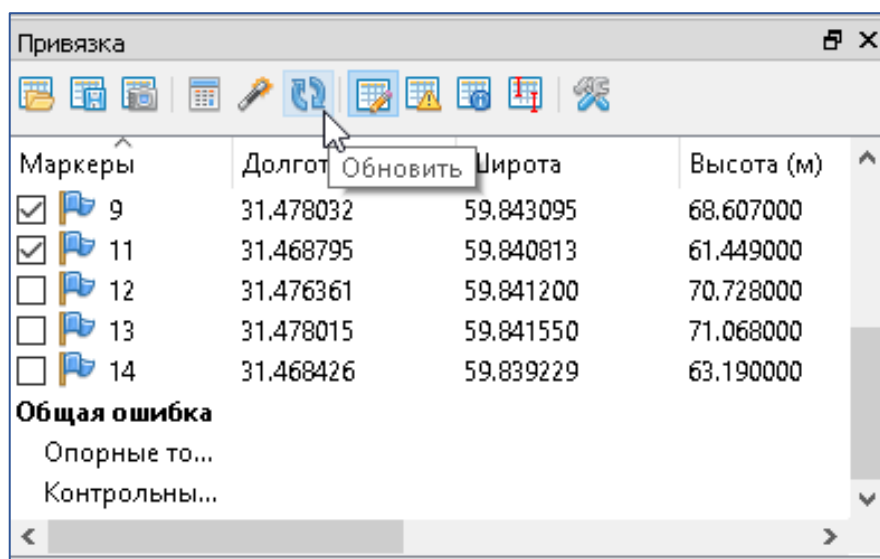 Привязка
Маркеры Долгот Широта Высота (м)
Обновить
9 31.478032 59.843095 68.607000
11 31.468795 59.840813 61.449000
12 31.476361 59.841200 70.728000
13 31.478015 59.841550 71.068000
14 31.468426 59.839229 63.190000
Общая ошибка
Опорные то...
Контрольны...